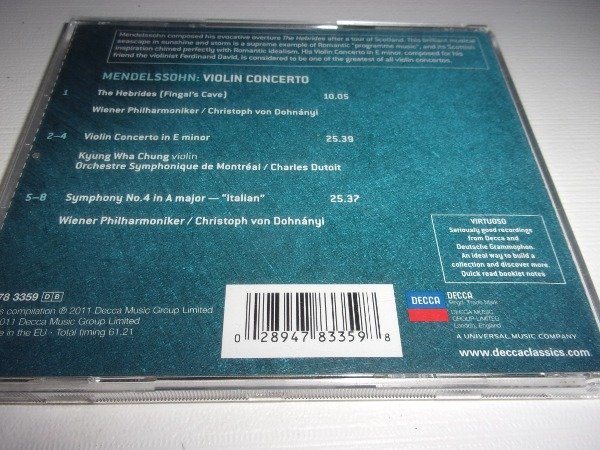 Mendelssohn composed his evocative overture The Hebrides after a tour of Scotland. This brilliant musical
seascape in sunshine and storm is a supreme example of Romantic "programme music", and its Scottish
inspiration chimed perfectly with Romantic idealism. His Violin Concerto in E minor, composed for his
friend the violinist Ferdinand David, is considered to be one of the greatest of all violin concertos.
MENDELSSOHN: VIOLIN CONCERTO
1 The Hebrides (Fingal's Cave) 10.05
Wiener Philharmoniker / Christoph von Dohnányi
2–4 Violin Concerto in E minor 25.39
Kyung Wha Chung violin
Orchestre Symphonique de Montréal / Charles Dutoit
5–8 Symphony No.4 in A major — "Italian" 25.37
Wiener Philharmoniker / Christoph von Dohnányi
VIRTUOSO
Seriously good recordings
from Decca and
Deutsche Grammophon.
An ideal way to build a
collection and discover more.
Quick read booklet notes
78 3359 DB
s compilation ℗ 2011 Decca Music Group Limited
011 Decca Music Group Limited
e in the EU · Total timing 61.21
0 28947 83359 8
DECCA
DECCA
Regd. Trade Mark
DECCA MUSIC
GROUP LIMITED
London, England
A UNIVERSAL MUSIC COMPANY
www.deccaclassics.com